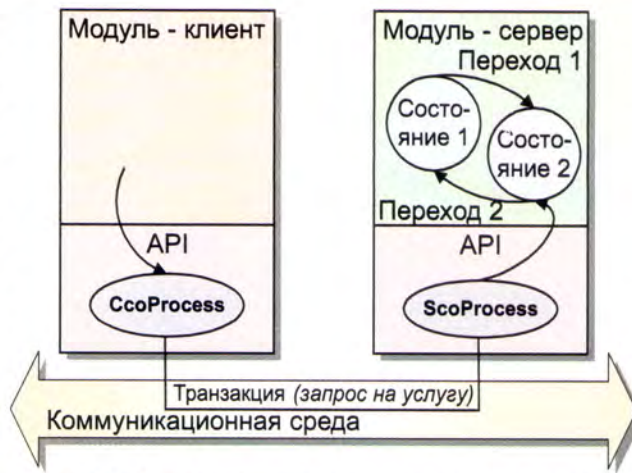 Модуль - клиент
API
CcoProcess
Модуль - сервер
Переход 1
Состо-
яние 1
Состо-
яние 2
Переход 2
API
ScoProcess
Транзакция (запрос на услугу)
Коммуникационная среда